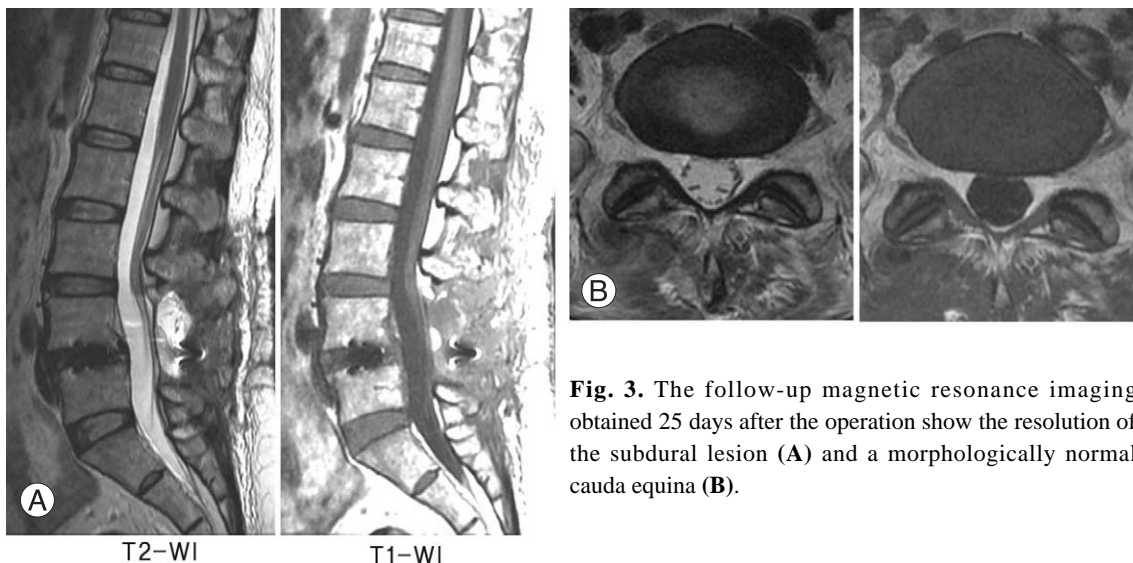 A
T2-WI
T1-WI
B
Fig. 3. The follow-up magnetic resonance imaging
obtained 25 days after the operation show the resolution of
the subdural lesion (A) and a morphologically normal
cauda equina (B).